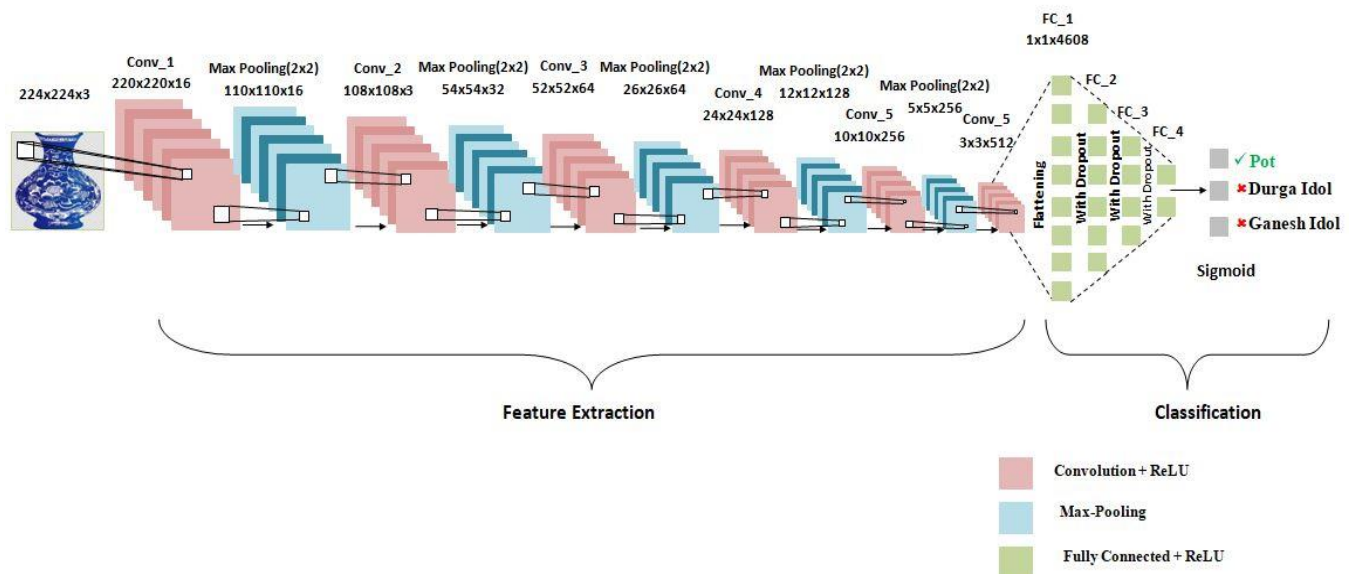 224x224x3
Conv_1
220x220x16
Max Pooling(2x2)
110x110x16
Conv_2
108x108x3
Max Pooling(2x2)
54x54x32
Conv_3
52x52x64
Max Pooling(2x2)
26x26x64
Conv_4
24x24x128
Max Pooling(2x2)
12x12x128
Conv_5
10x10x256
Max Pooling(2x2)
5x5x256
Conv_5
3x3x512
FC_1
1x1x4608
FC_2
FC_3
FC_4
Flattening
With Dropout
With Dropout
With Dropout
✓Pot
✖Durga Idol
✖Ganesh Idol
Sigmoid
Feature Extraction
Classification
Convolution + ReLU
Max-Pooling
Fully Connected + ReLU